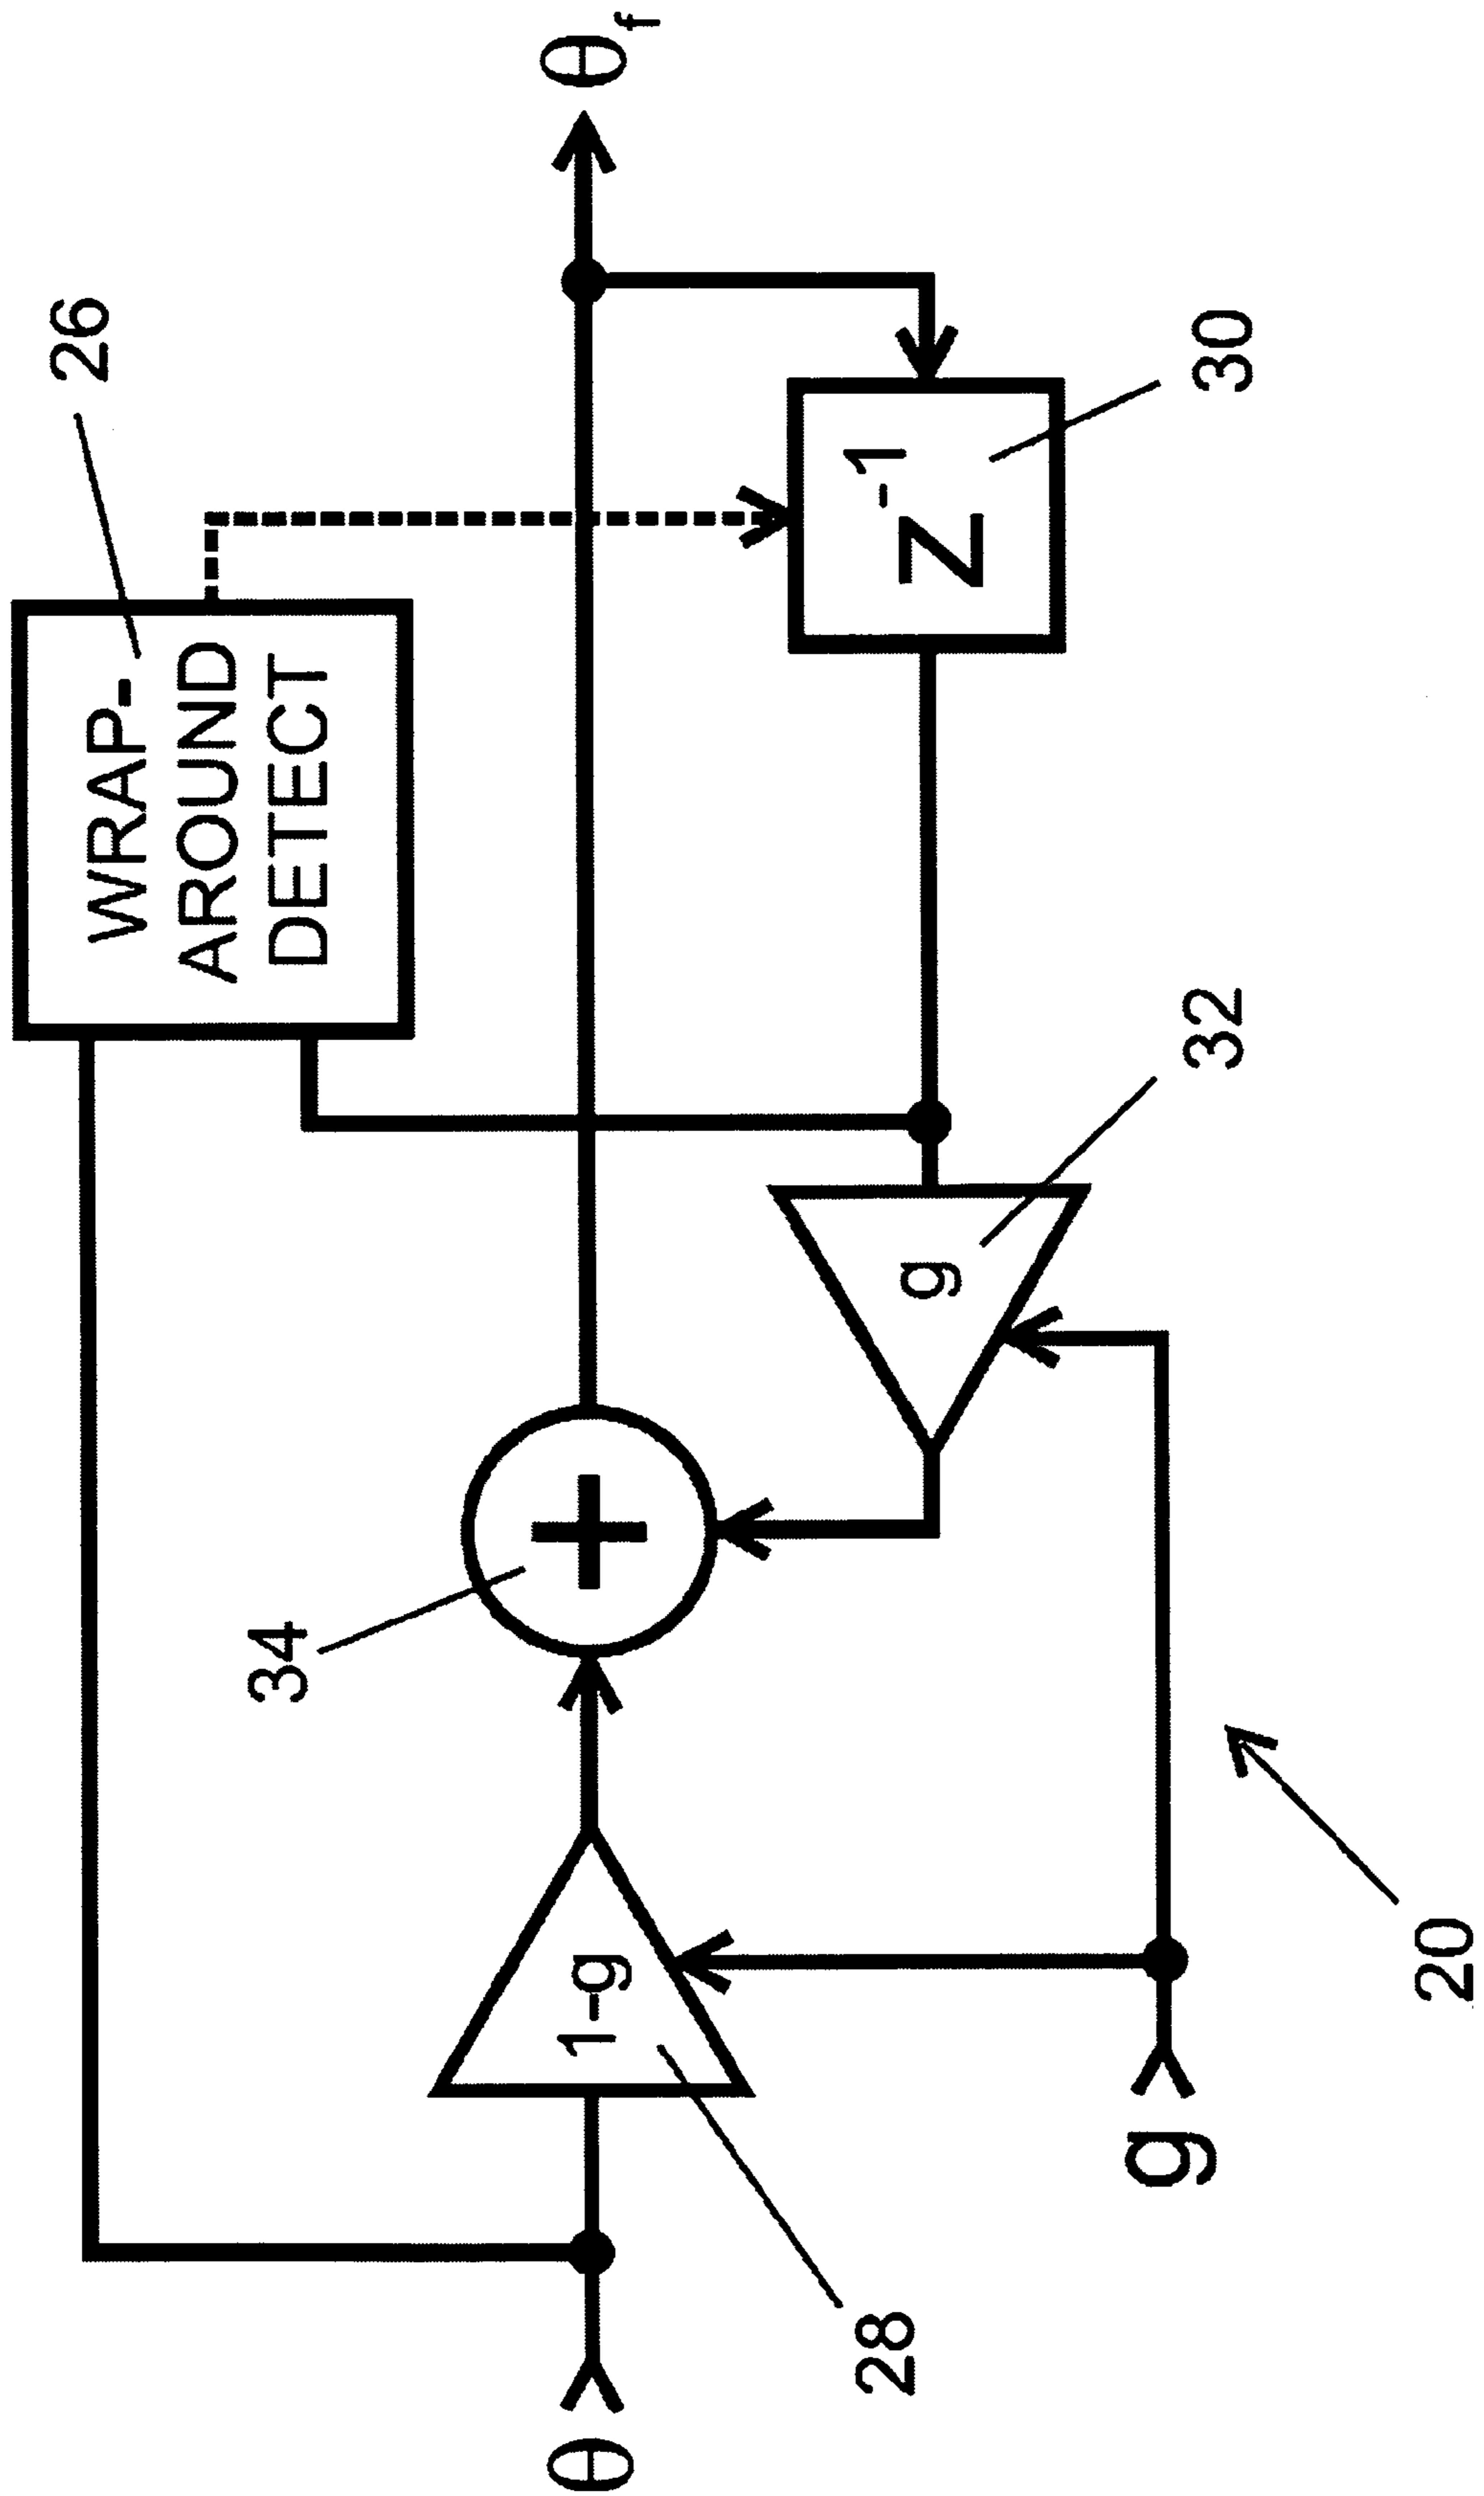 26
WRAP-
AROUND
DETECT
34
θ
1-g
+
θf
28
g
Z-1
32
30
g
20